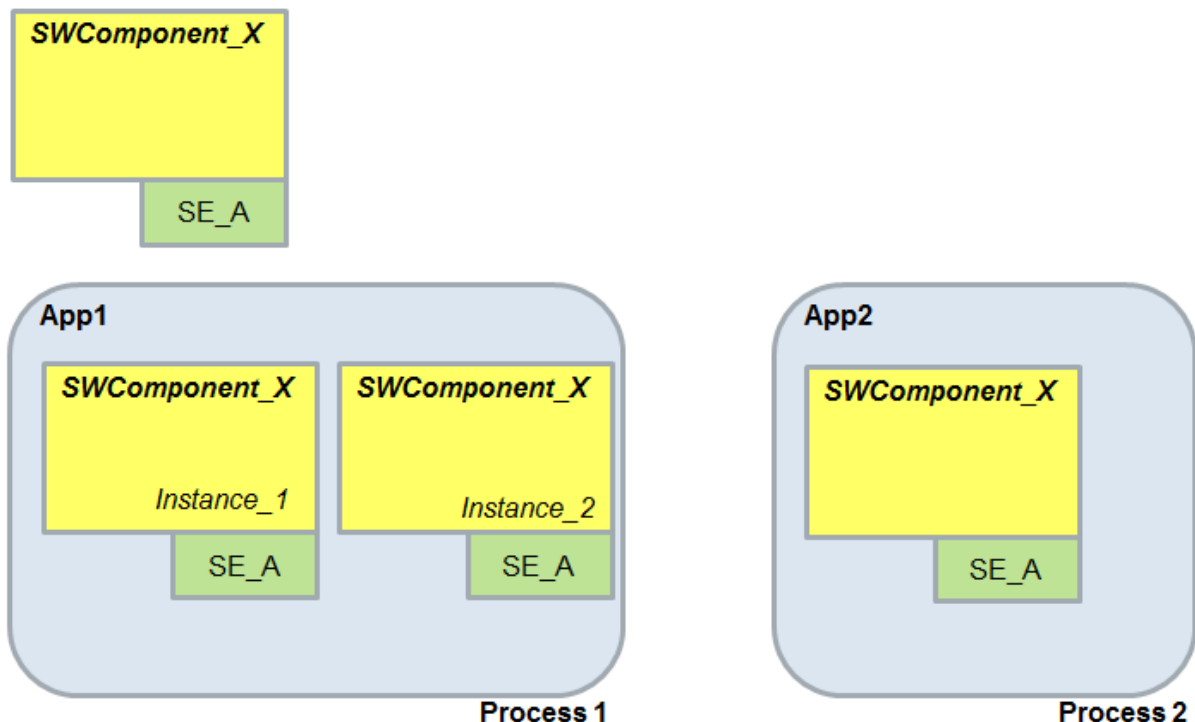 SWComponent_X
SE_A
App1
SWComponent_X
Instance_1
SE_A
SWComponent_X
Instance_2
SE_A
Process 1
App2
SWComponent_X
SE_A
Process 2